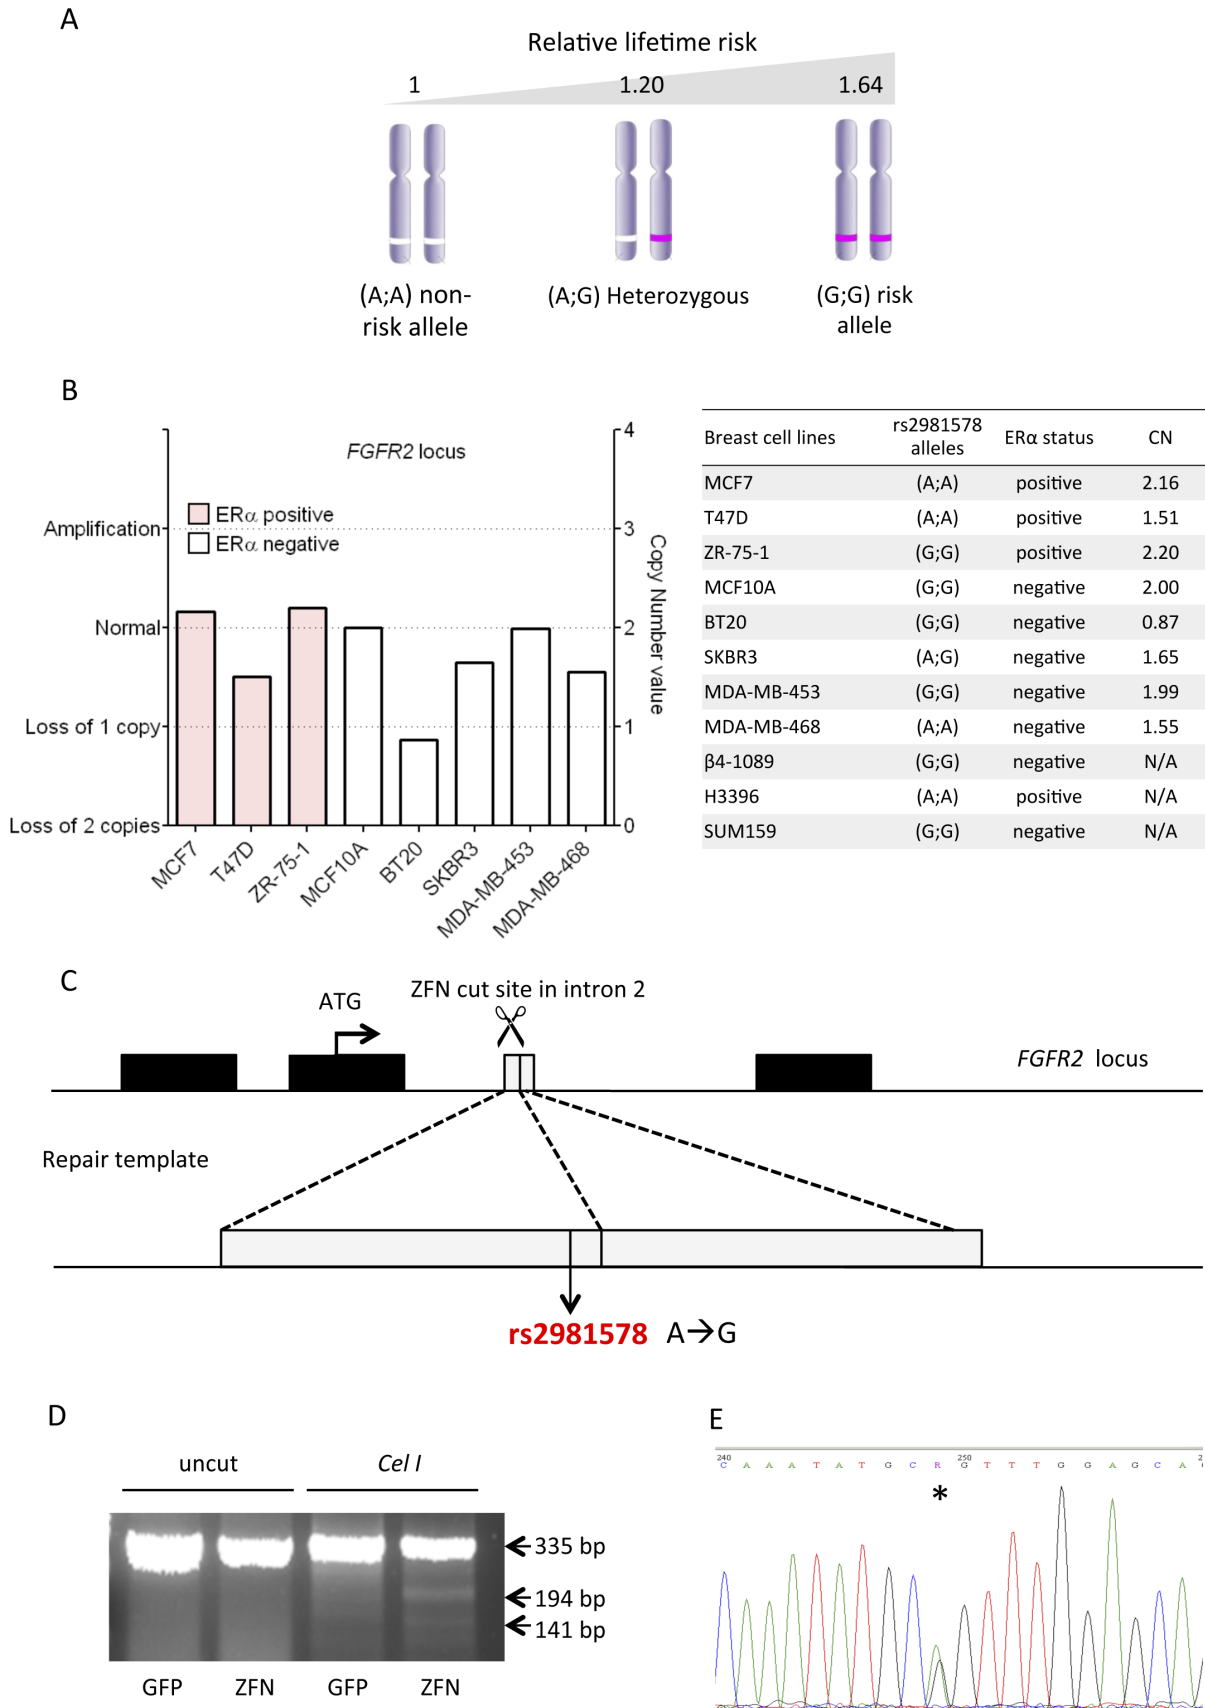 A
Relative lifetime risk
1 1.20 1.64
(A;A) non-
risk allele
(A;G) Heterozygous
(G;G) risk
allele
B
FGFR2 locus
ERα positive
ERα negative
Amplification
Normal
Loss of 1 copy
Loss of 2 copies
4
3
2
1
0
Copy Number value
MCF7
T47D
ZR-75-1
MCF10A
BT20
SKBR3
MDA-MB-453
MDA-MB-468
Breast cell lines rs2981578 alleles ERα status CN
MCF7 (A;A) positive 2.16
T47D (A;A) positive 1.51
ZR-75-1 (G;G) positive 2.20
MCF10A (G;G) negative 2.00
BT20 (G;G) negative 0.87
SKBR3 (A;G) negative 1.65
MDA-MB-453 (G;G) negative 1.99
MDA-MB-468 (A;A) negative 1.55
β4-1089 (G;G) negative N/A
H3396 (A;A) positive N/A
SUM159 (G;G) negative N/A
C
ZFN cut site in intron 2
ATG
FGFR2 locus
Repair template
rs2981578 A→G
D
uncut Cel I
335 bp
194 bp
141 bp
GFP ZFN GFP ZFN
E
240 250
C A A A T A T G C R G T T T G G A G C A
*